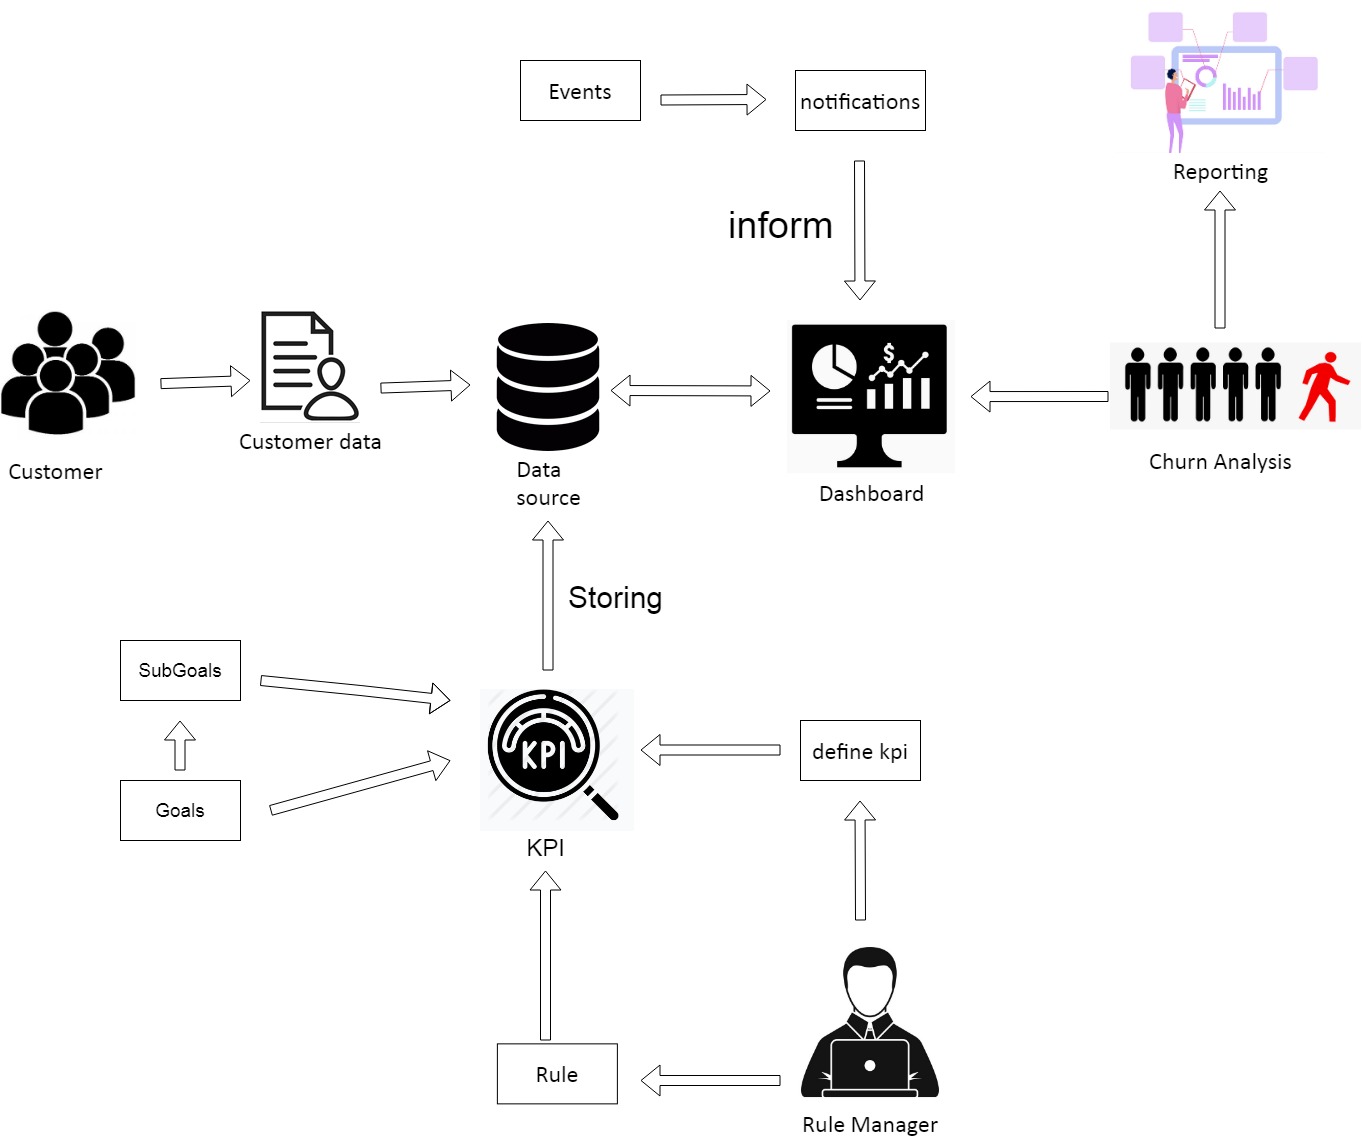 Events
notifications
Reporting
inform
$
Customer
Customer data
Data
source
Dashboard
Churn Analysis
Storing
SubGoals
Goals
KPI
KPI
define kpi
Rule
Rule Manager